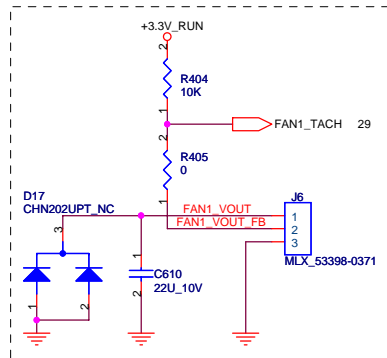 +3.3V_RUN
2
R404
10K
1
FAN1_TACH 29
2
R405
0
1
D17
CHN202UPT_NC
3
FAN1_VOUT
FAN1_VOUT_FB
J6
1
2
3
MLX_53398-0371
1
C610
22U_10V
2
1
2